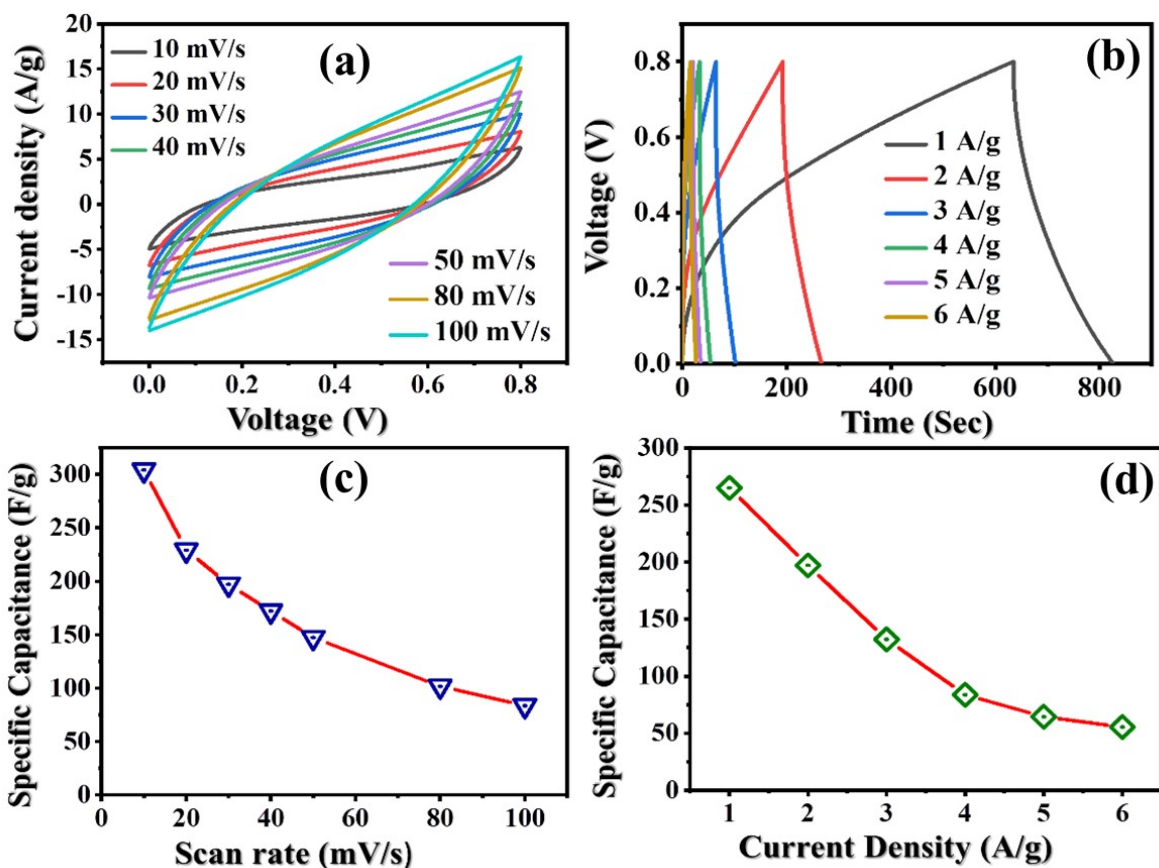 (a)
10 mV/s
20 mV/s
30 mV/s
40 mV/s
50 mV/s
80 mV/s
100 mV/s
Current density (A/g)
20
15
10
5
0
-5
-10
-15
0.0 0.2 0.4 0.6 0.8
Voltage (V)
(b)
1 A/g
2 A/g
3 A/g
4 A/g
5 A/g
6 A/g
Voltage (V)
0.8
0.6
0.4
0.2
0.0
0 200 400 600 800
Time (Sec)
(c)
Specific Capacitance (F/g)
300
250
200
150
100
50
0
0 20 40 60 80 100
Scan rate (mV/s)
(d)
Specific Capacitance (F/g)
300
250
200
150
100
50
0
1 2 3 4 5 6
Current Density (A/g)